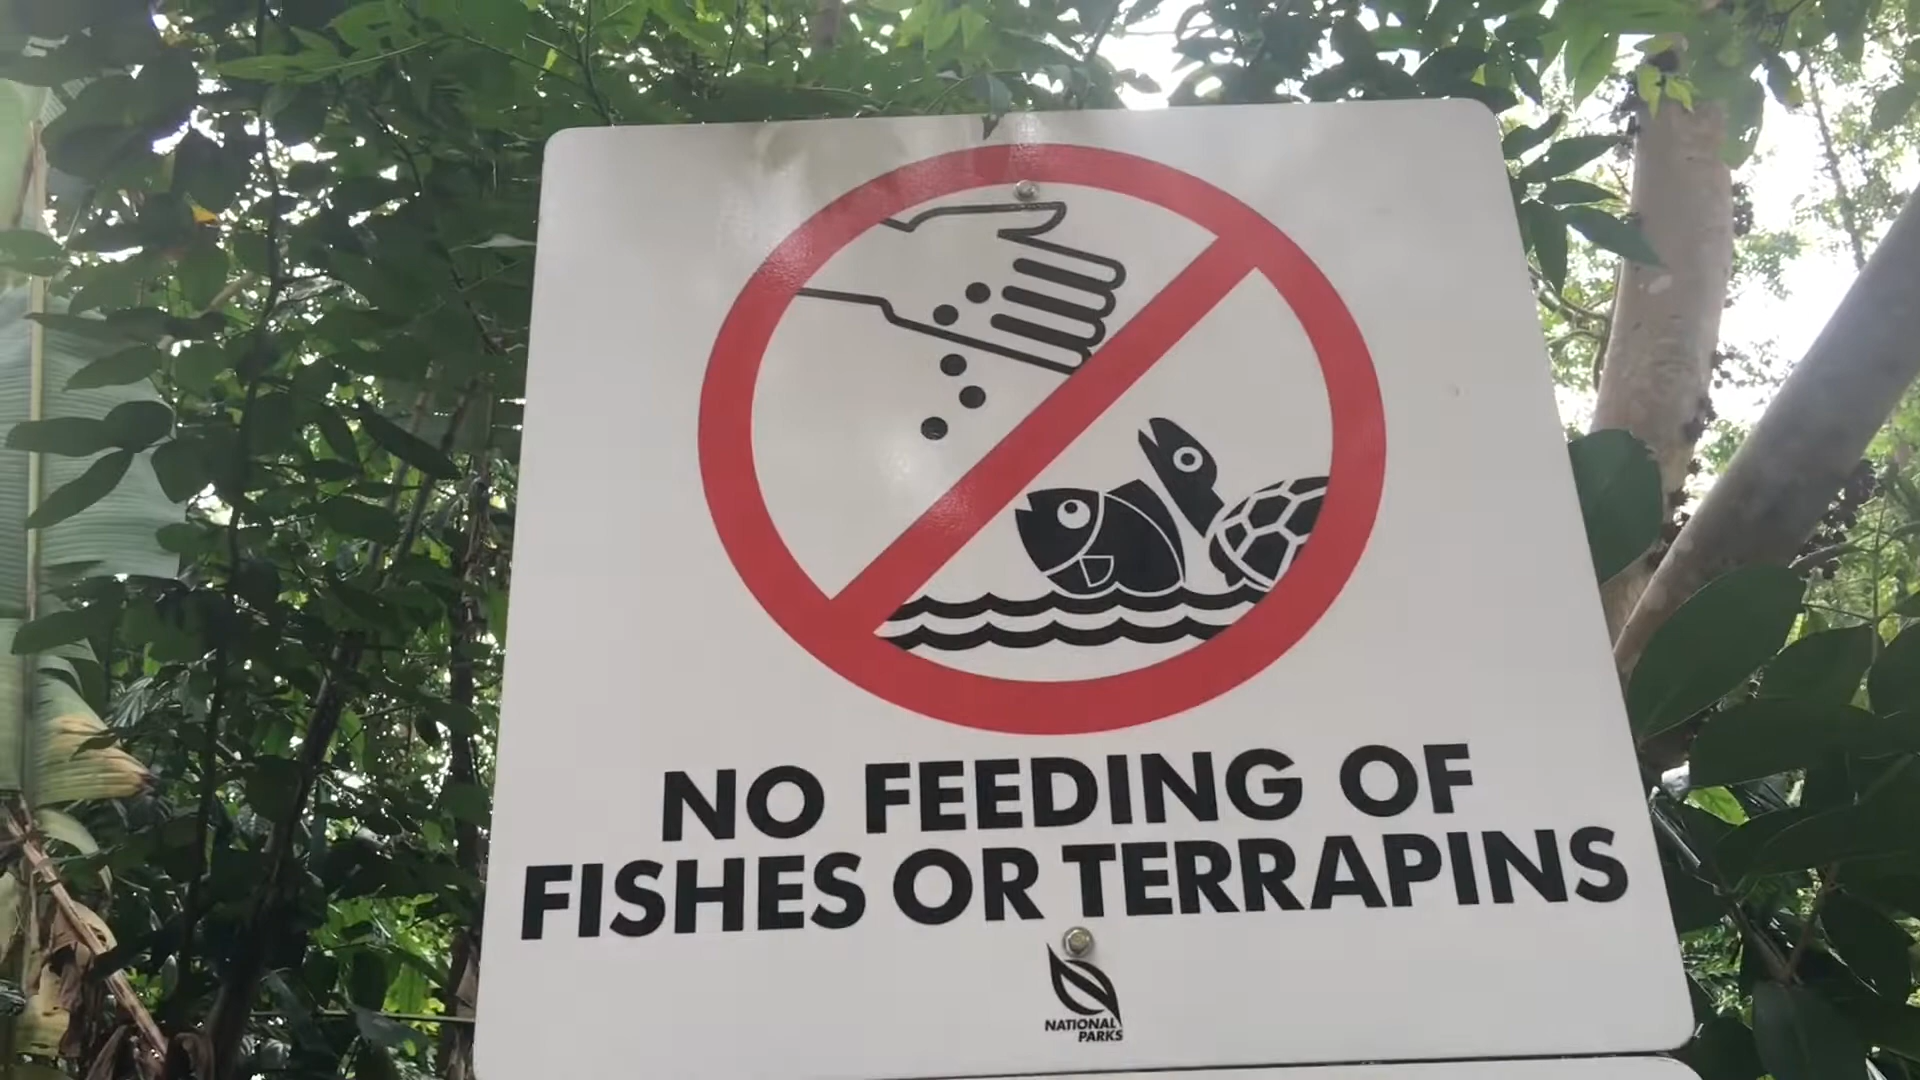 NO FEEDING OF
FISHES OR TERRAPINS
NATIONAL
PARKS